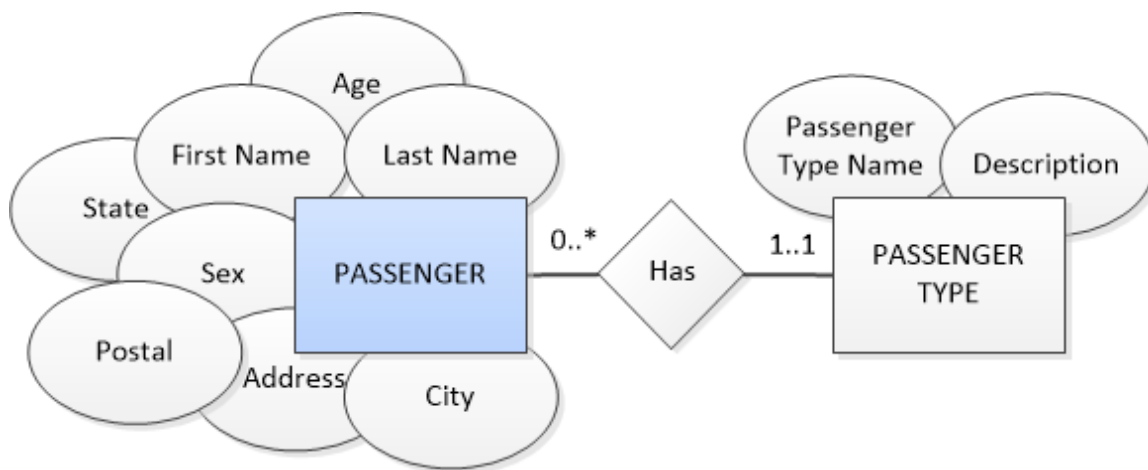 Age
First Name
Last Name
State
Sex
Postal
Address
City
PASSENGER
0..*
Has
1..1
Passenger
Type Name
Description
PASSENGER
TYPE